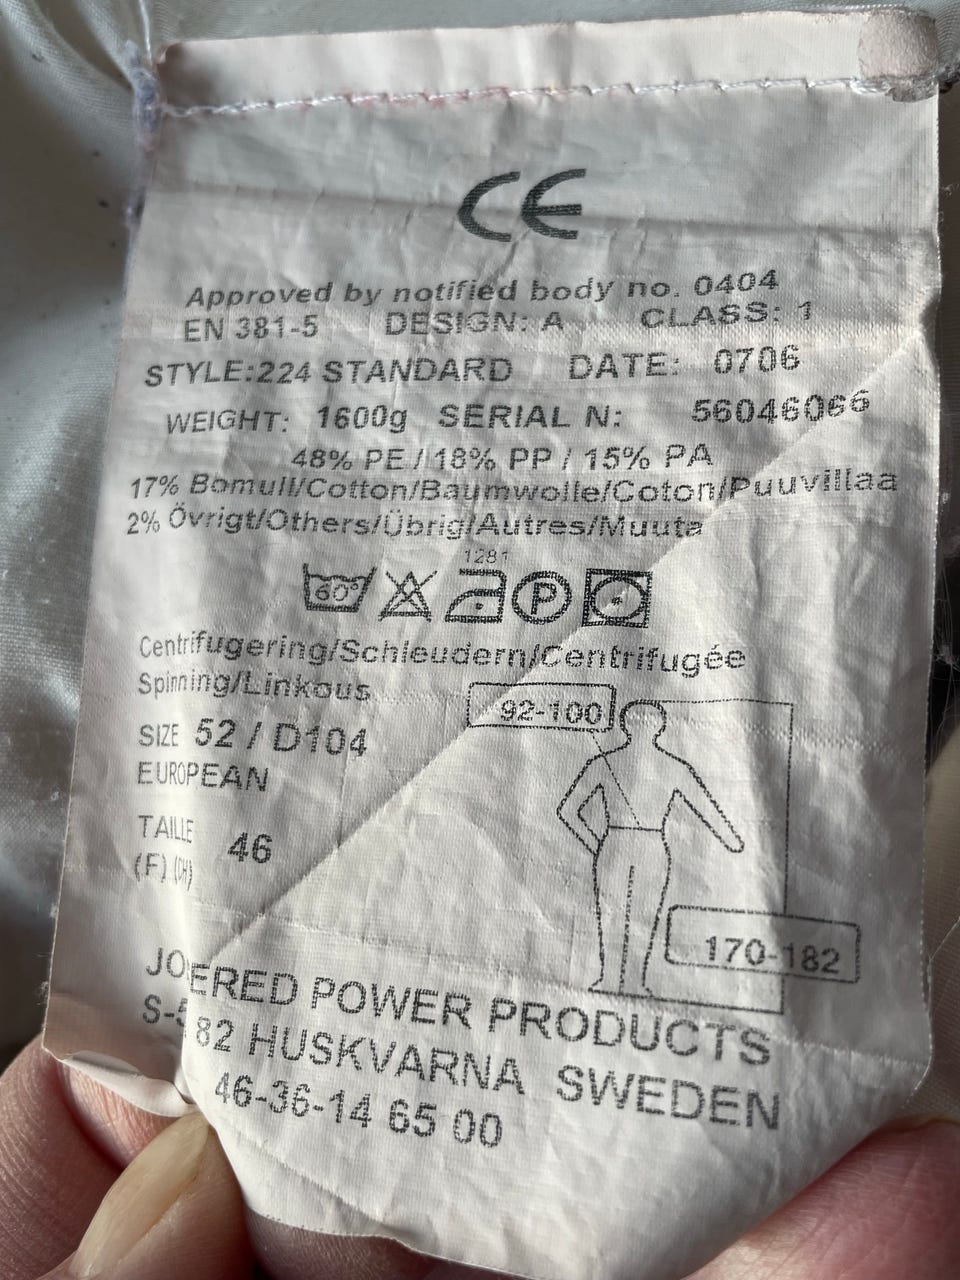 CE
Approved by notified body no. 0404
EN 381-5 DESIGN: A CLASS: 1
STYLE:224 STANDARD DATE: 0706
WEIGHT: 1600g SERIAL N: 56046066
48% PE / 18% PP / 15% PA
17% Bomull/Cotton/Baumwolle/Coton/Puuvillaa
2% Övrigt/Others/Übrig/Autres/Muuta
1281
60° P
Centrifugering/Schleudern/Centrifugée
Spinning/Linkous
92-100
SIZE 52 / D104
EUROPEAN
TAILLE 46
(F) (CH)
170-182
POWER PRODUCTS
82 HUSKVARNA SWEDEN
46-36-14 65 00